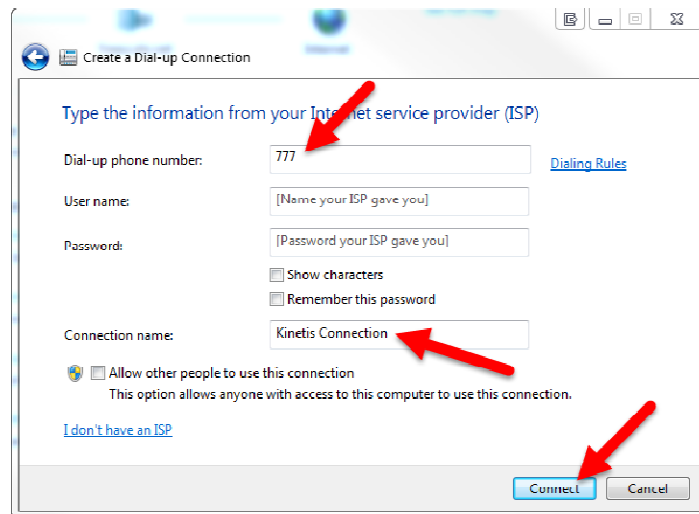 Create a Dial-up Connection
Type the information from your Internet service provider (ISP)
Dial-up phone number:
777
Dialing Rules
User name:
[Name your ISP gave you]
Password:
[Password your ISP gave you]
Show characters
Remember this password
Connection name:
Kinetis Connection
Allow other people to use this connection
This option allows anyone with access to this computer to use this connection.
I don't have an ISP
Connect
Cancel